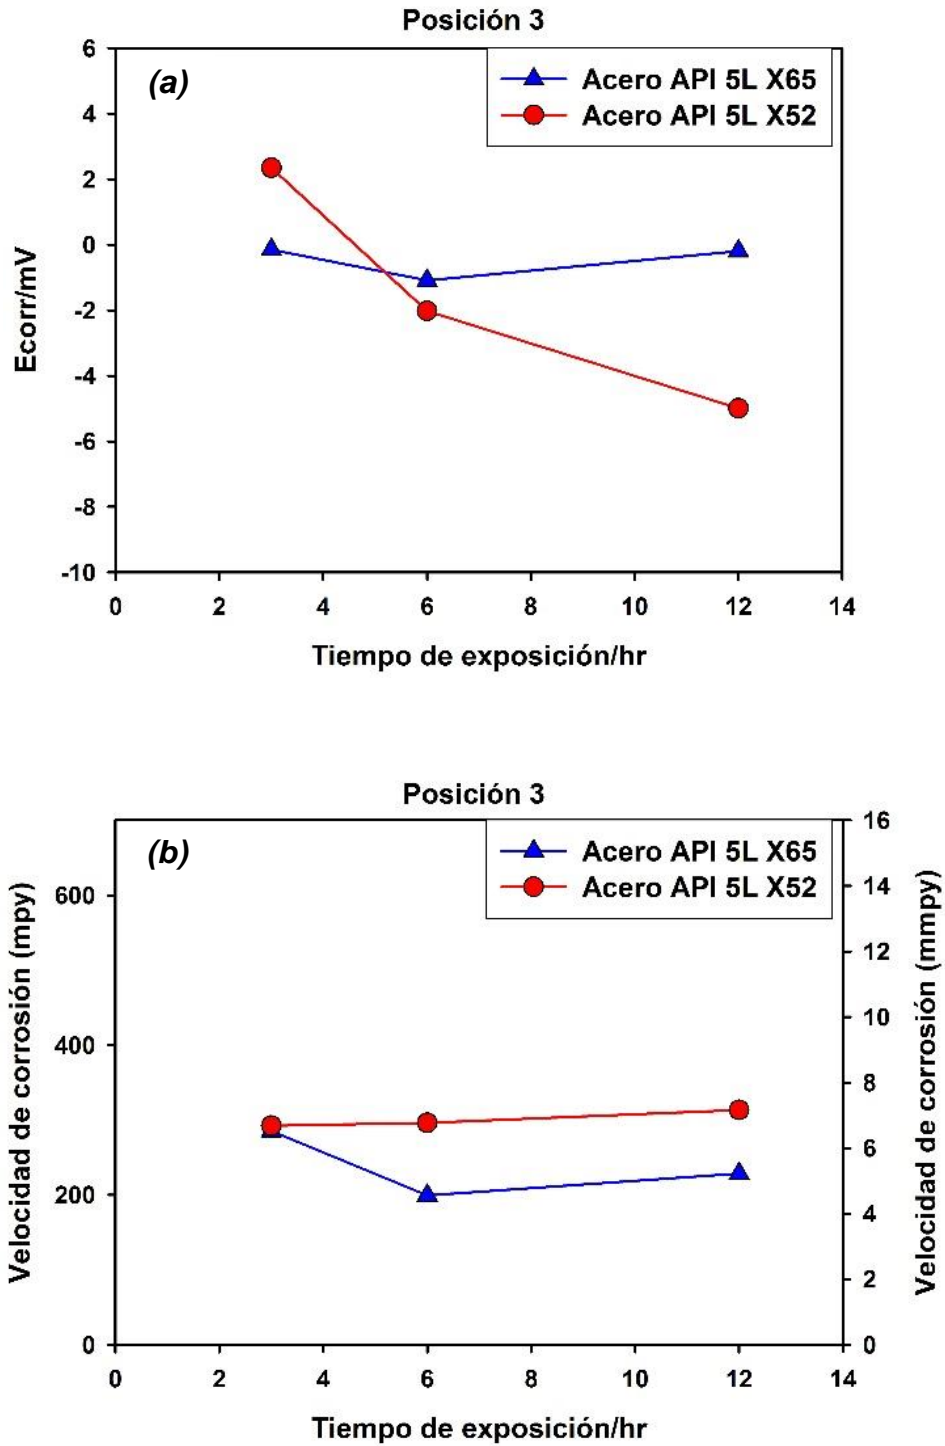 Posición 3
(a)
Acero API 5L X65
Acero API 5L X52
6
4
2
0
-2
-4
-6
-8
-10
Ecorr/mV
0 2 4 6 8 10 12 14
Tiempo de exposición/hr
Posición 3
(b)
Acero API 5L X65
Acero API 5L X52
600
400
200
0
Velocidad de corrosión (mpy)
16
14
12
10
8
6
4
2
0
Velocidad de corrosión (mmpy)
0 2 4 6 8 10 12 14
Tiempo de exposición/hr